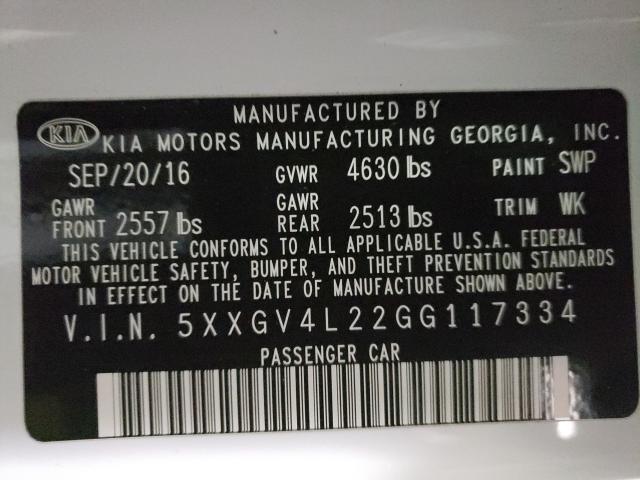 MANUFACTURED BY
KIA KIA MOTORS MANUFACTURING GEORGIA, INC.
SEP/20/16 GVWR 4630 lbs PAINT SWP
GAWR FRONT 2557 lbs GAWR REAR 2513 lbs TRIM WK
THIS VEHICLE CONFORMS TO ALL APPLICABLE U.S.A. FEDERAL
MOTOR VEHICLE SAFETY, BUMPER, AND THEFT PREVENTION STANDARDS
IN EFFECT ON THE DATE OF MANUFACTURE SHOWN ABOVE.
V.I.N. 5XXGV4L22GG117334
PASSENGER CAR